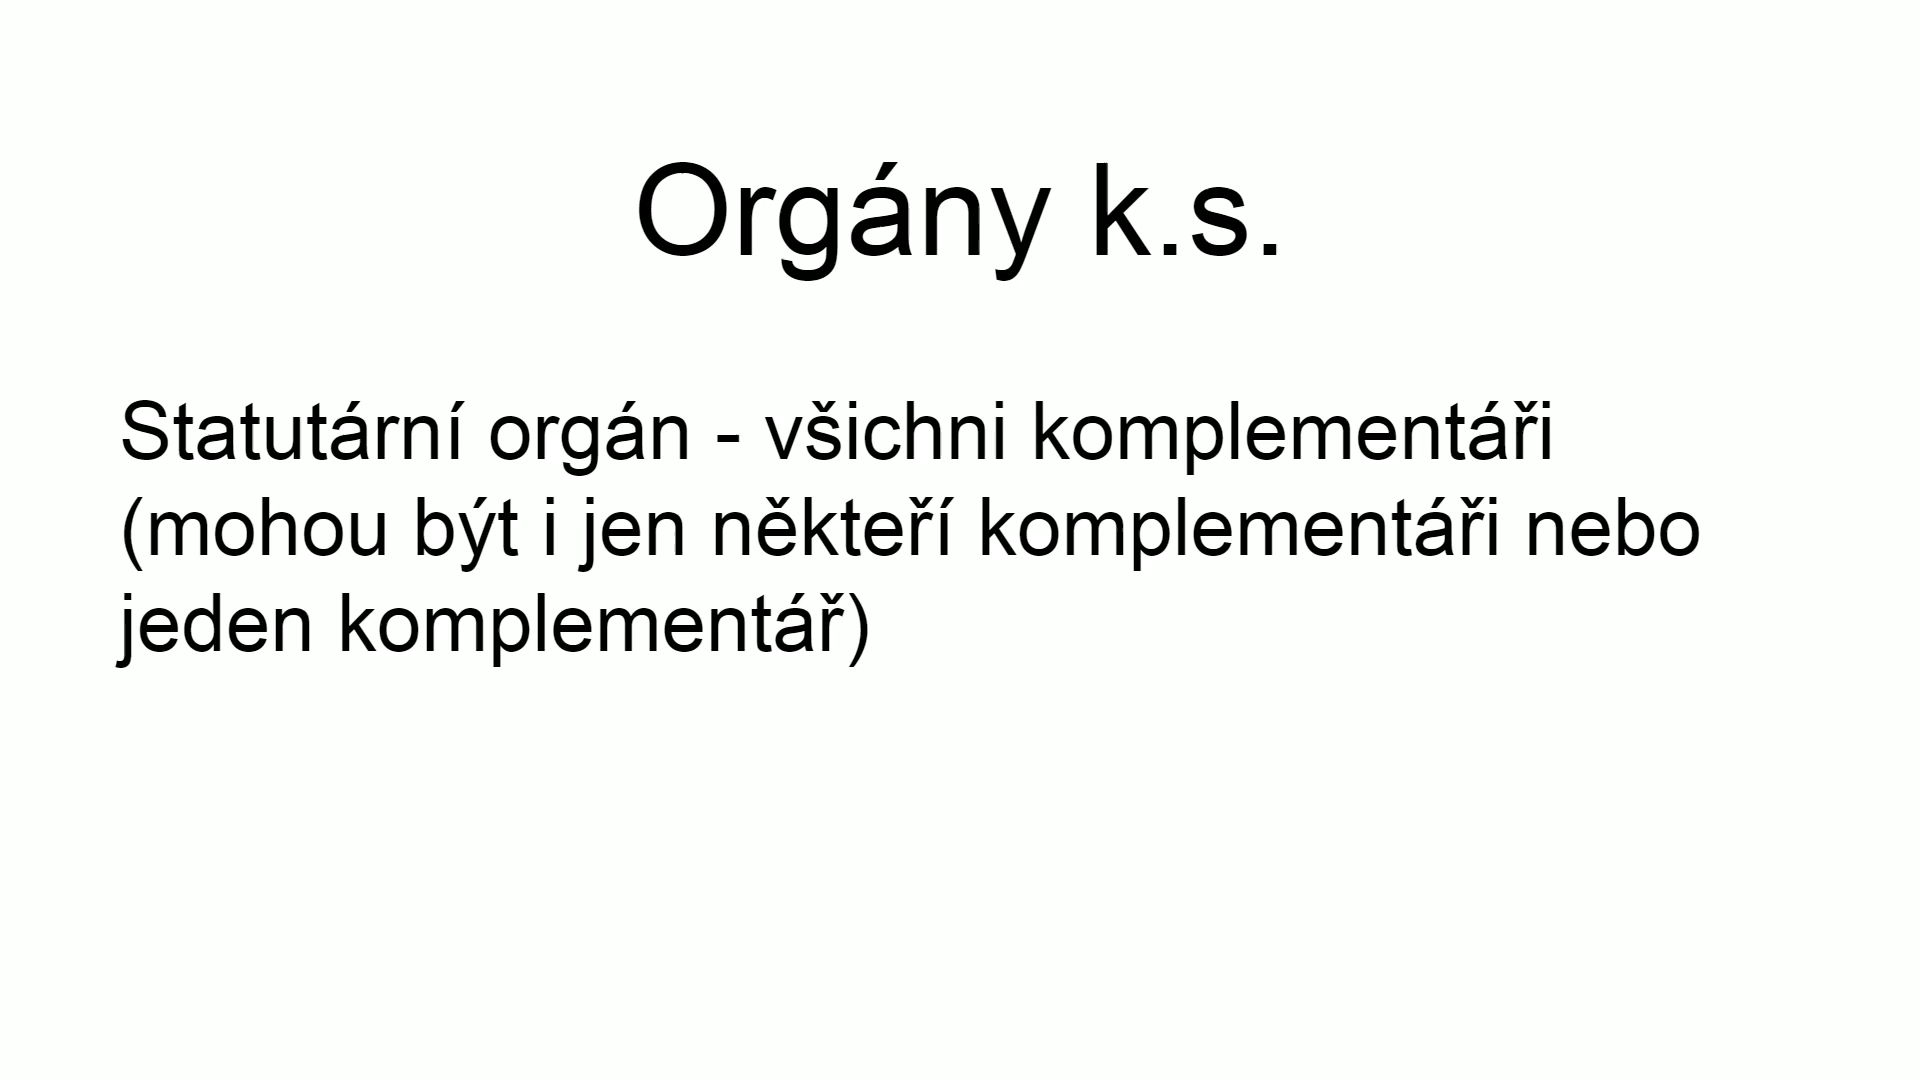 Orgány k.s.
Statutární orgán - všichni komplementáři
(mohou být i jen někteří komplementáři nebo
jeden komplementář)